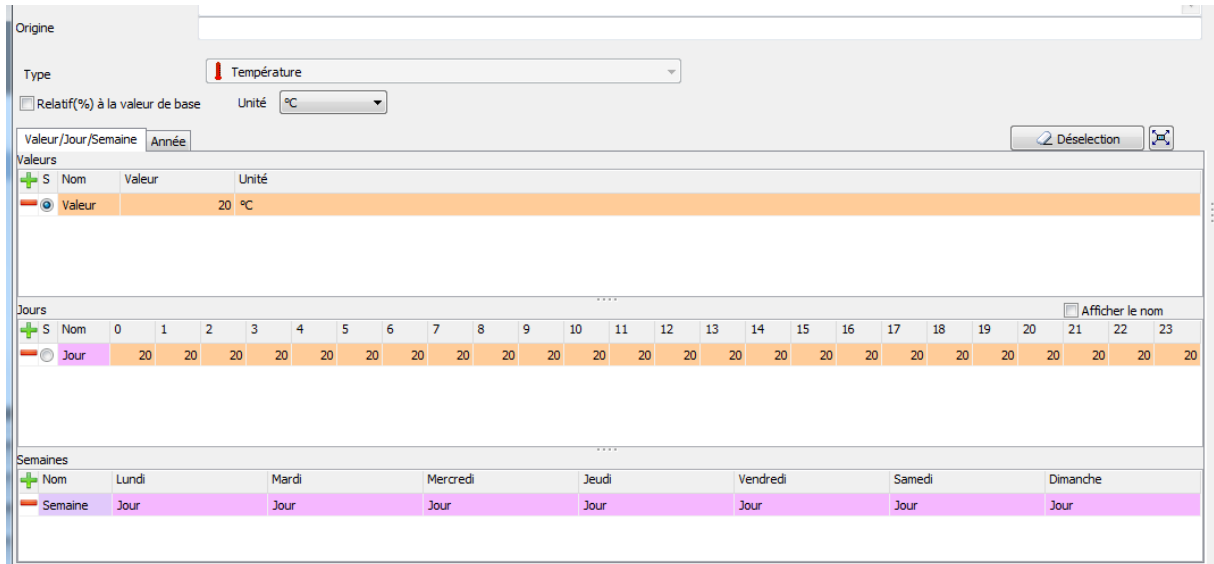 Origine
Type Température
Relatif(%) à la valeur de base Unité °C
Valeur/Jour/Semaine Année Déselection
Valeurs
S Nom Valeur Unité
Valeur 20 °C
Jours Afficher le nom
S Nom 0 1 2 3 4 5 6 7 8 9 10 11 12 13 14 15 16 17 18 19 20 21 22 23
Jour 20 20 20 20 20 20 20 20 20 20 20 20 20 20 20 20 20 20 20 20 20 20 20 20
Semaines
Nom Lundi Mardi Mercredi Jeudi Vendredi Samedi Dimanche
Semaine Jour Jour Jour Jour Jour Jour Jour